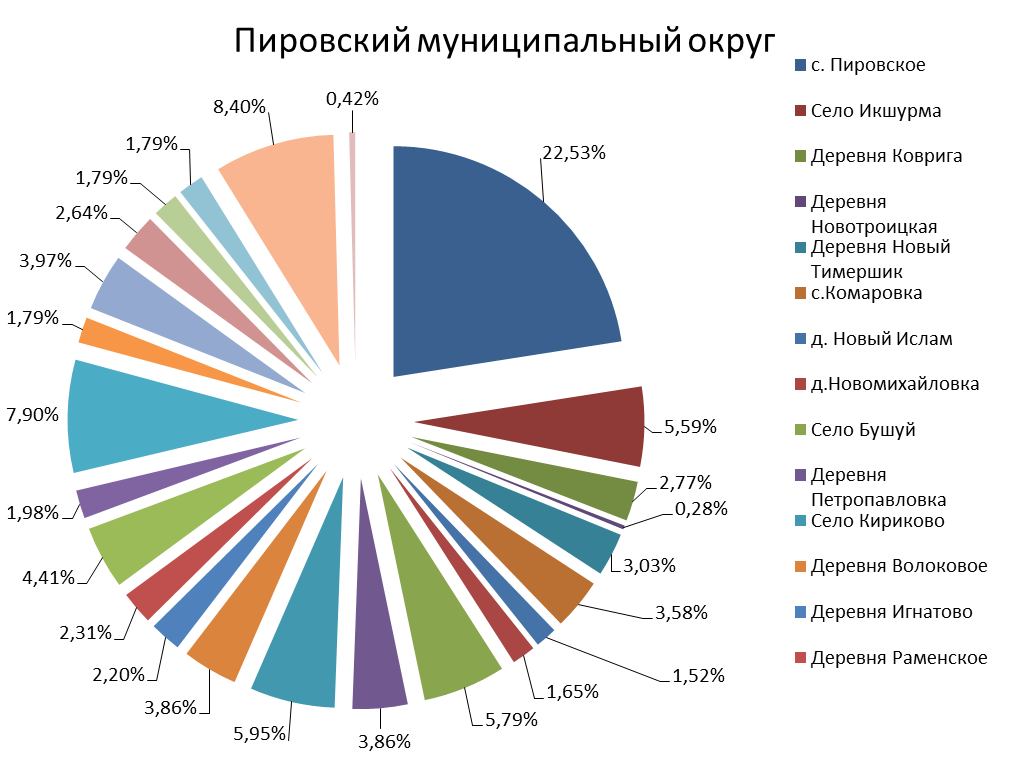 Пировский муниципальный округ
22,53%
5,59%
2,77%
0,28%
3,03%
3,58%
1,52%
1,65%
5,79%
3,86%
5,95%
3,86%
2,20%
2,31%
4,41%
1,98%
7,90%
1,79%
3,97%
2,64%
1,79%
1,79%
8,40%
0,42%
с. Пировское
Село Икшурма
Деревня Коврига
Деревня
Новотроицкая
Деревня Новый
Тимершик
с.Комаровка
д. Новый Ислам
д.Новомихайловка
Село Бушуй
Деревня
Петропавловка
Село Кириково
Деревня Волоковое
Деревня Игнатово
Деревня Раменское